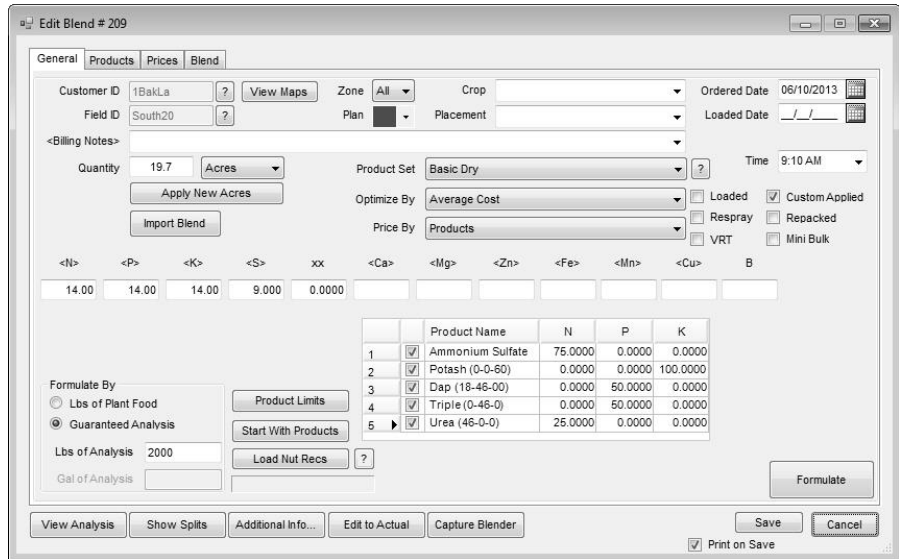 Edit Blend # 209
General Products Prices Blend
Customer ID 1BakLa ? View Maps Zone All Crop Ordered Date 06/10/2013
Field ID South20 ? Plan Placement Loaded Date __/__/____
<Billing Notes>
Quantity 19.7 Acres Product Set Basic Dry ? Time 9:10 AM
Apply New Acres Optimize By Average Cost Loaded Custom Applied
Import Blend Price By Products Respray Repacked
VRT Mini Bulk
<N> <P> <K> <S> xx <Ca> <Mg> <Zn> <Fe> <Mn> <Cu> B
14.00 14.00 14.00 9.000 0.0000
Product Name N P K
1 Ammonium Sulfate 75.0000 0.0000 0.0000
2 Potash (0-0-60) 0.0000 0.0000 100.0000
3 Dap (18-46-00) 0.0000 50.0000 0.0000
4 Triple (0-46-0) 0.0000 50.0000 0.0000
5 Urea (46-0-0) 25.0000 0.0000 0.0000
Formulate By
Lbs of Plant Food
Guaranteed Analysis
Lbs of Analysis 2000
Gal of Analysis
Product Limits
Start With Products
Load Nut Recs ?
Formulate
View Analysis Show Splits Additional Info... Edit to Actual Capture Blender Save Cancel
Print on Save